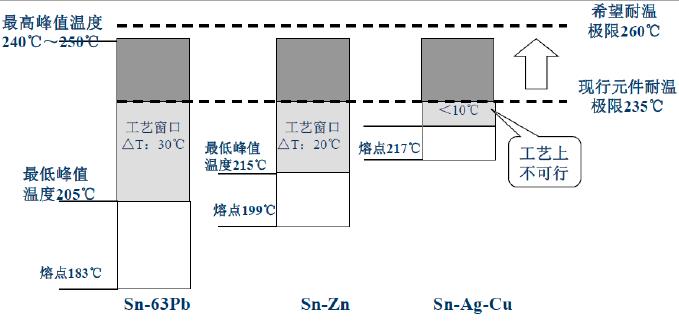 最高峰值温度
240℃～250℃
希望耐温
极限260℃
现行元件耐温
极限235℃
工艺窗口
△T：30℃
工艺窗口
△T：20℃
＜10℃
工艺上
不可行
最低峰值
温度205℃
最低峰值
温度215℃
熔点217℃
熔点199℃
熔点183℃
Sn-63Pb
Sn-Zn
Sn-Ag-Cu